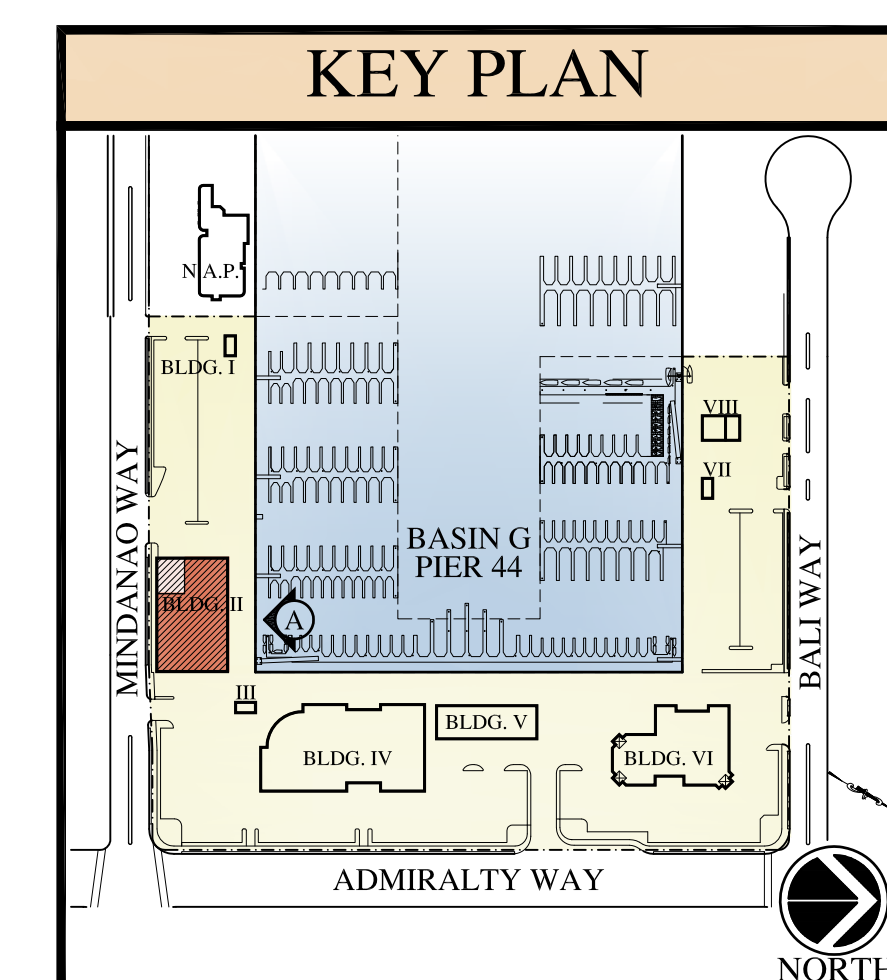 KEY PLAN
N.A.P.
BLDG. I
VIII
VII
MINDANAO WAY
BASIN G
PIER 44
BALI WAY
BLDG. II
A
III
BLDG. V
BLDG. IV
BLDG. VI
ADMIRALTY WAY
NORTH